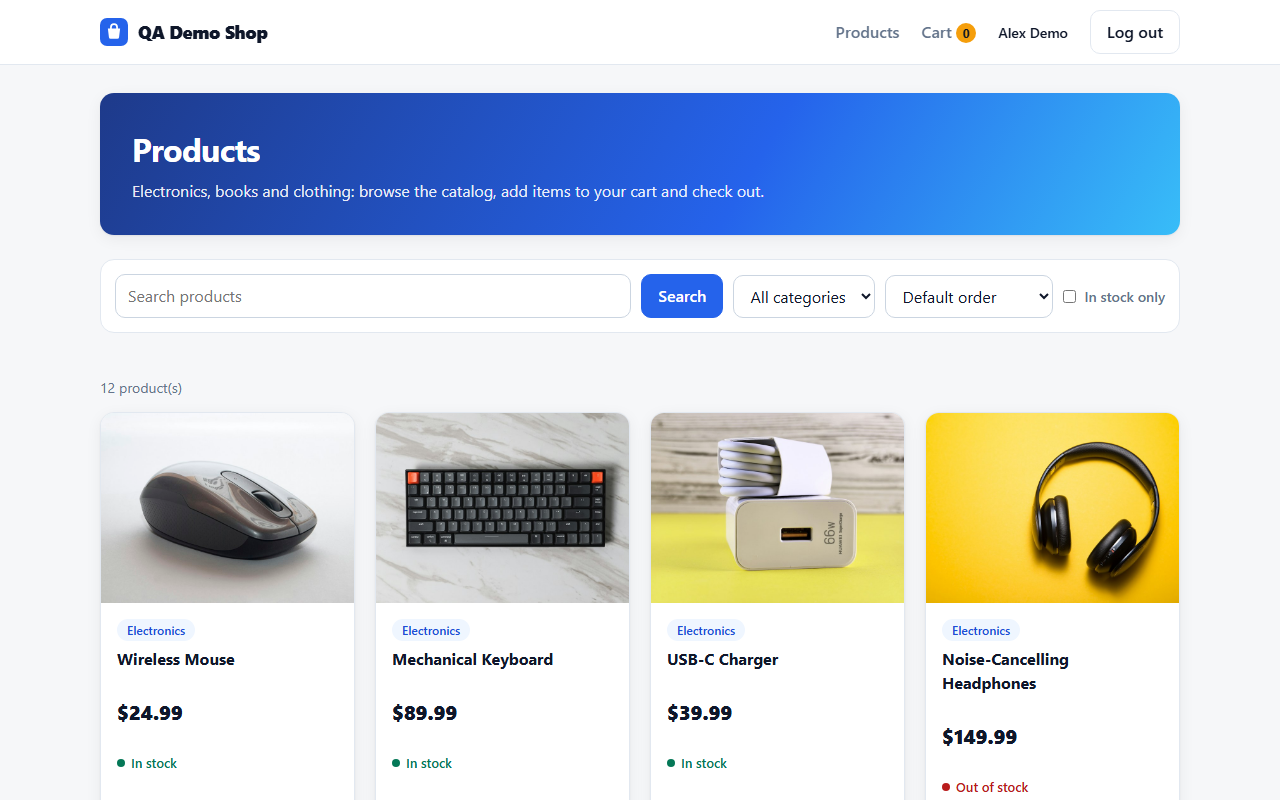 QA Demo Shop
Products
Cart 0
Alex Demo
Log out
Products
Electronics, books and clothing: browse the catalog, add items to your cart and check out.
Search products
Search
All categories
Default order
In stock only
12 product(s)
66W
Electronics
Wireless Mouse
$24.99
In stock
Electronics
Mechanical Keyboard
$89.99
In stock
Electronics
USB-C Charger
$39.99
In stock
Electronics
Noise-Cancelling
Headphones
$149.99
Out of stock